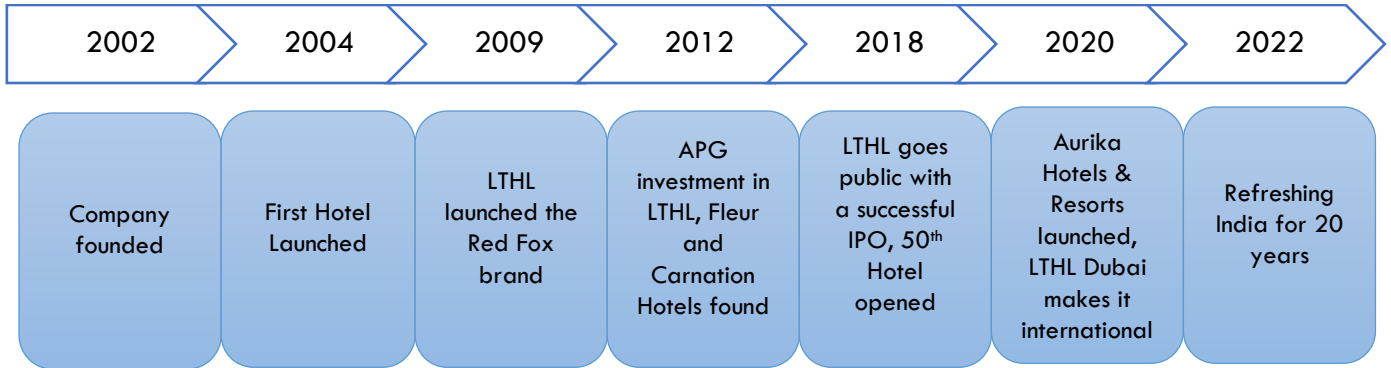 2002
2004
2009
2012
2018
2020
2022
Company
founded
First Hotel
Launched
LTHL
launched the
Red Fox
brand
APG
investment in
LTHL, Fleur
and
Carnation
Hotels found
LTHL goes
public with
a successful
IPO, 50th
Hotel
opened
Aurika
Hotels &
Resorts
launched,
LTHL Dubai
makes it
international
Refreshing
India for 20
years